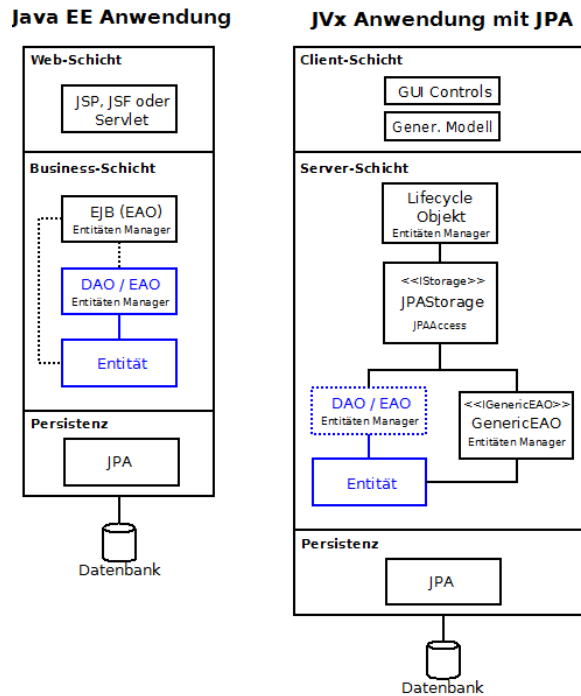 Java EE Anwendung
Web-Schicht
JSP, JSF oder
Servlet
Business-Schicht
EJB (EAO)
Entitäten Manager
DAO / EAO
Entitäten Manager
Entität
Persistenz
JPA
Datenbank
JVx Anwendung mit JPA
Client-Schicht
GUI Controls
Gener. Modell
Server-Schicht
Lifecycle
Objekt
Entitäten Manager
<<IStorage>>
JPAStorage
JPAAccess
DAO / EAO
Entitäten Manager
<<IGenericEAO>>
GenericEAO
Entitäten Manager
Entität
Persistenz
JPA
Datenbank